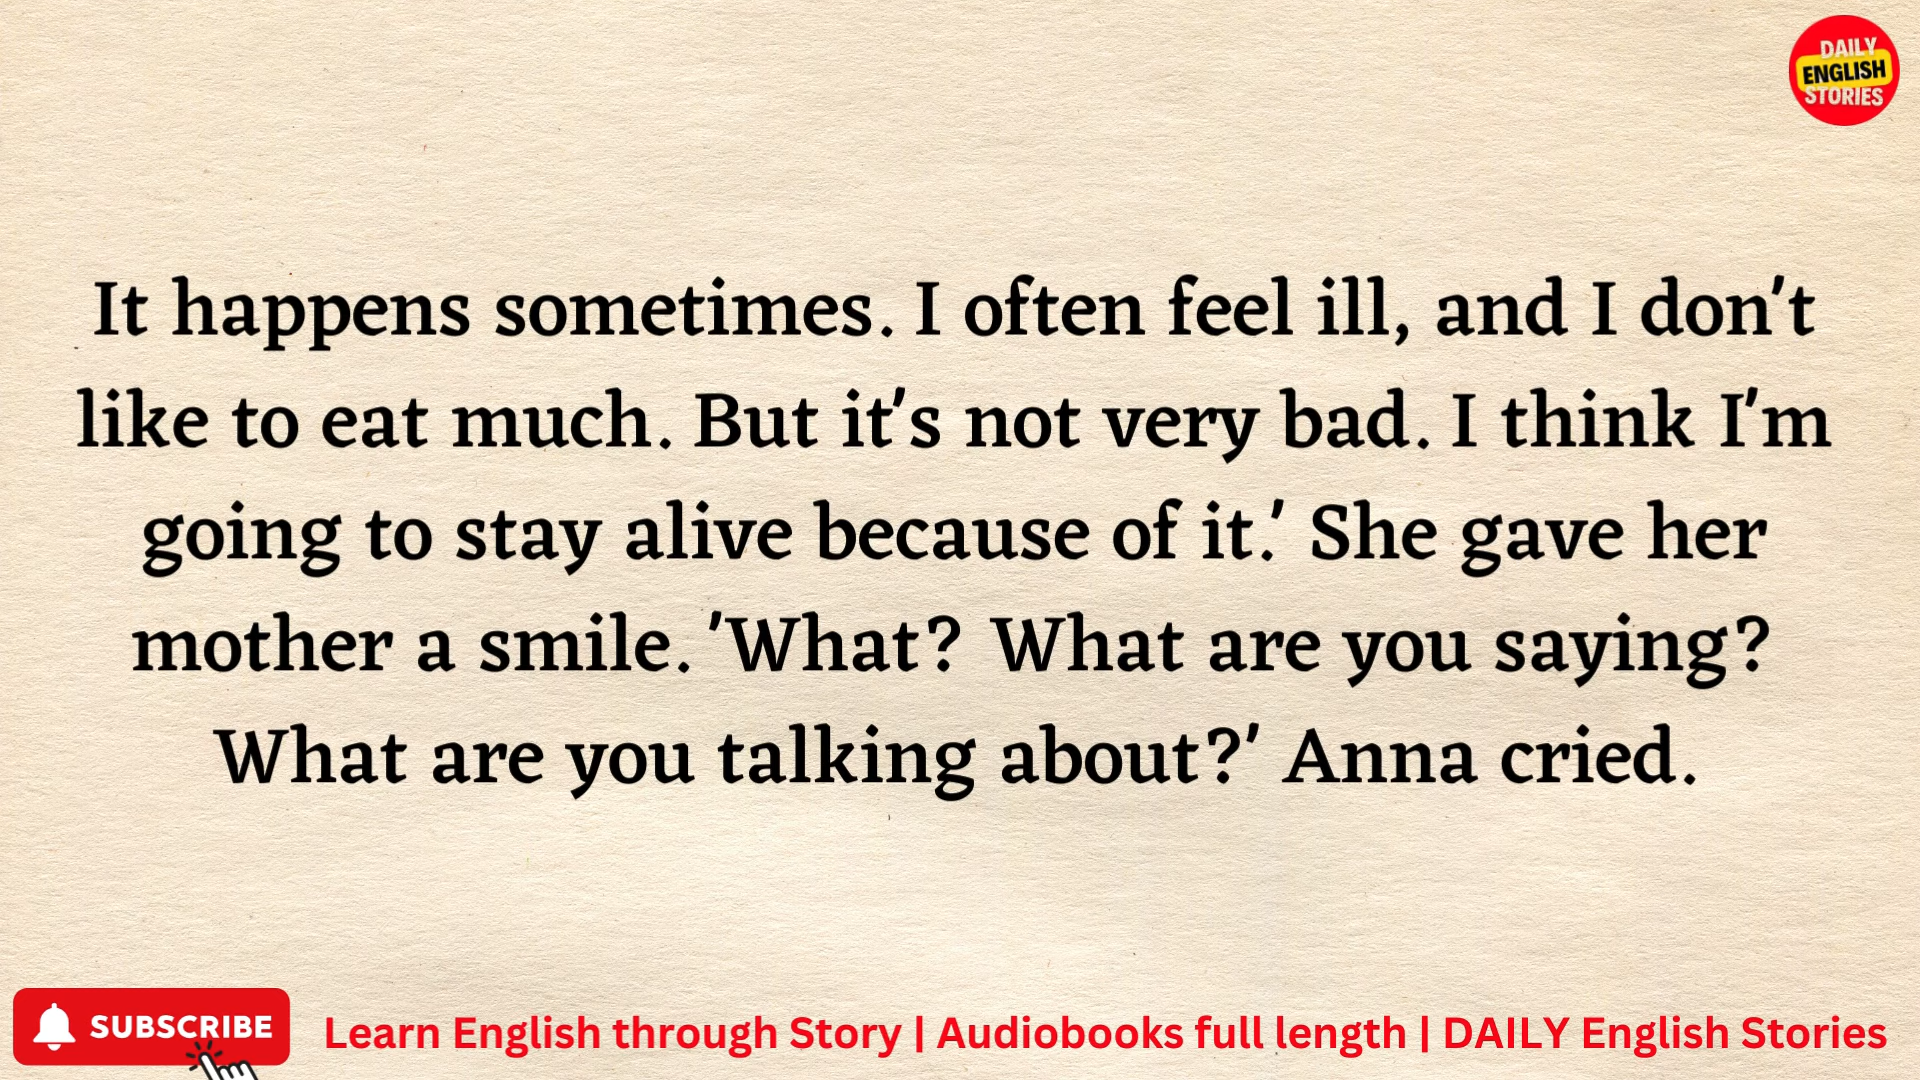 DAILY
ENGLISH
STORIES
It happens sometimes. I often feel ill, and I don't
like to eat much. But it's not very bad. I think I'm
going to stay alive because of it.' She gave her
mother a smile. 'What? What are you saying?
What are you talking about?' Anna cried.
SUBSCRIBE
Learn English through Story | Audiobooks full length | DAILY English Stories